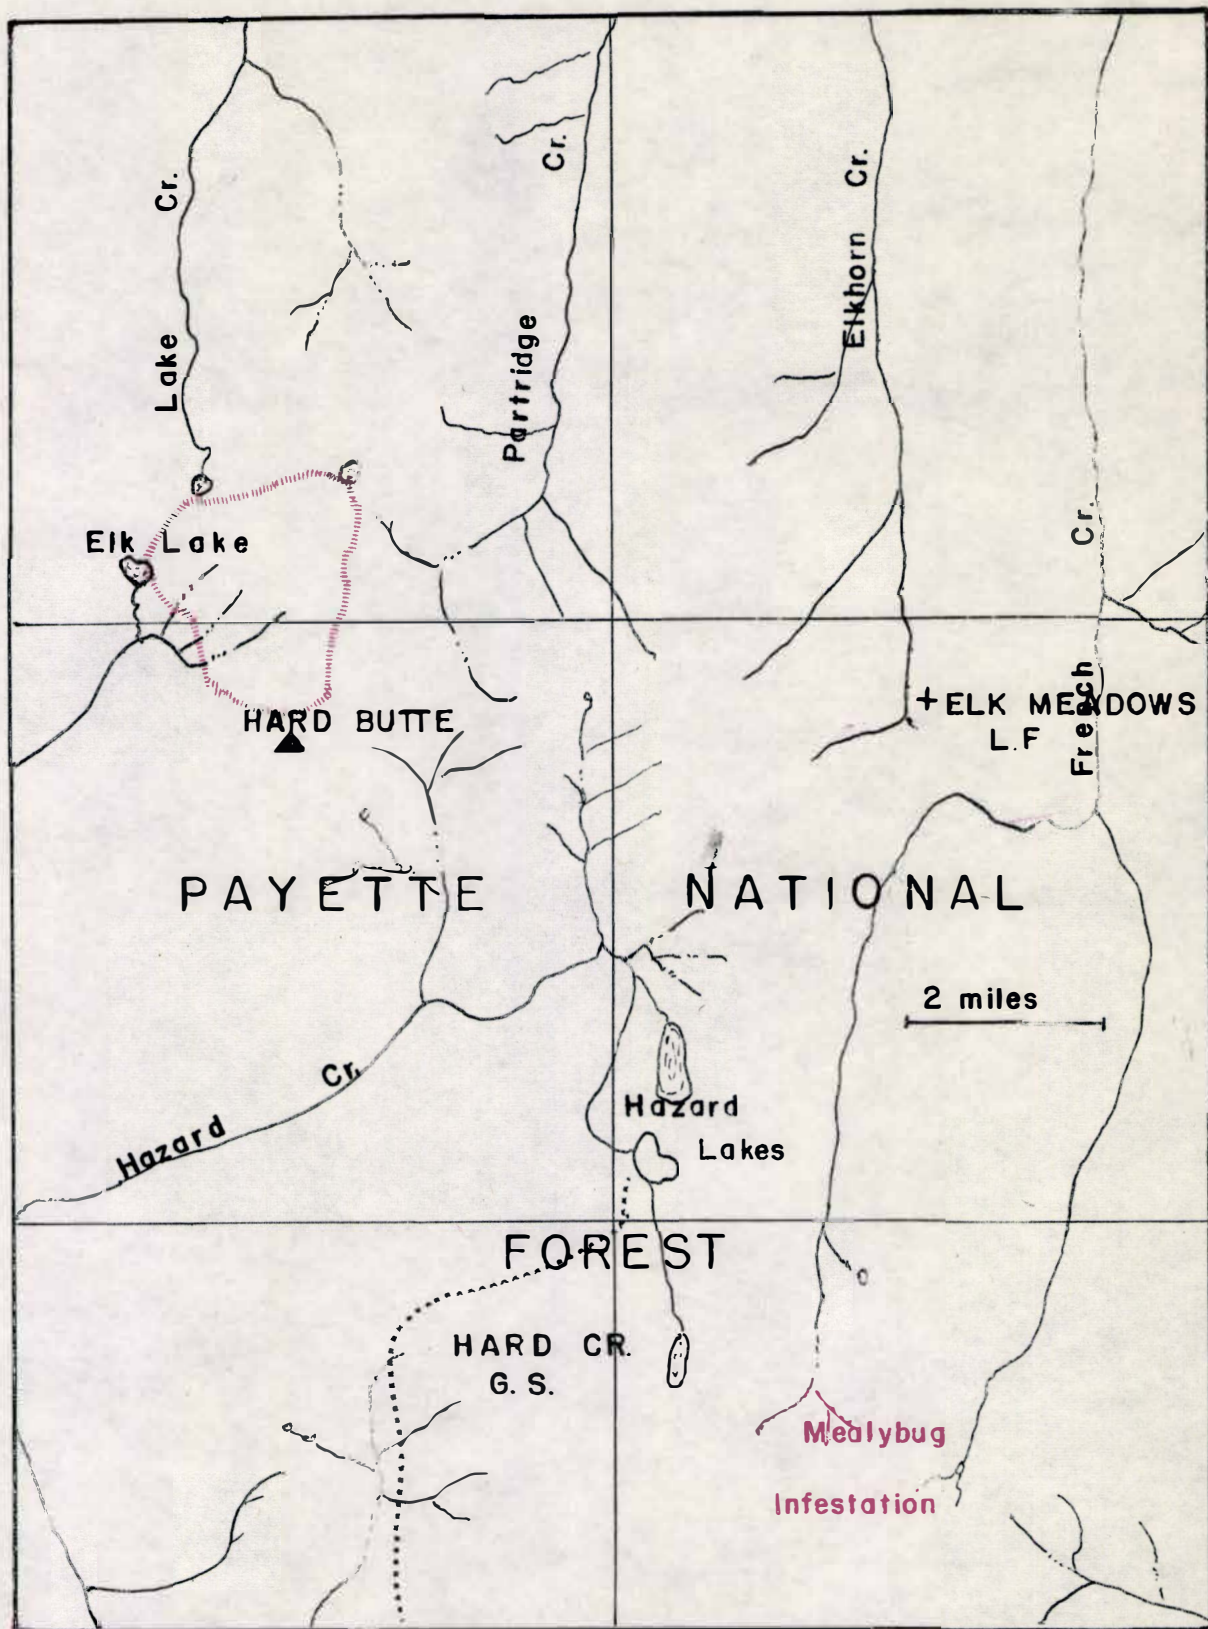 Lake Cr.
Partridge Cr.
Elkhorn Cr.
French Cr.
Elk Lake
HARD BUTTE
+ ELK MEADOWS
L.F
PAYETTE NATIONAL
2 miles
Hazard Cr.
Hazard
Lakes
FOREST
HARD CR.
G. S.
Mealybug
Infestation